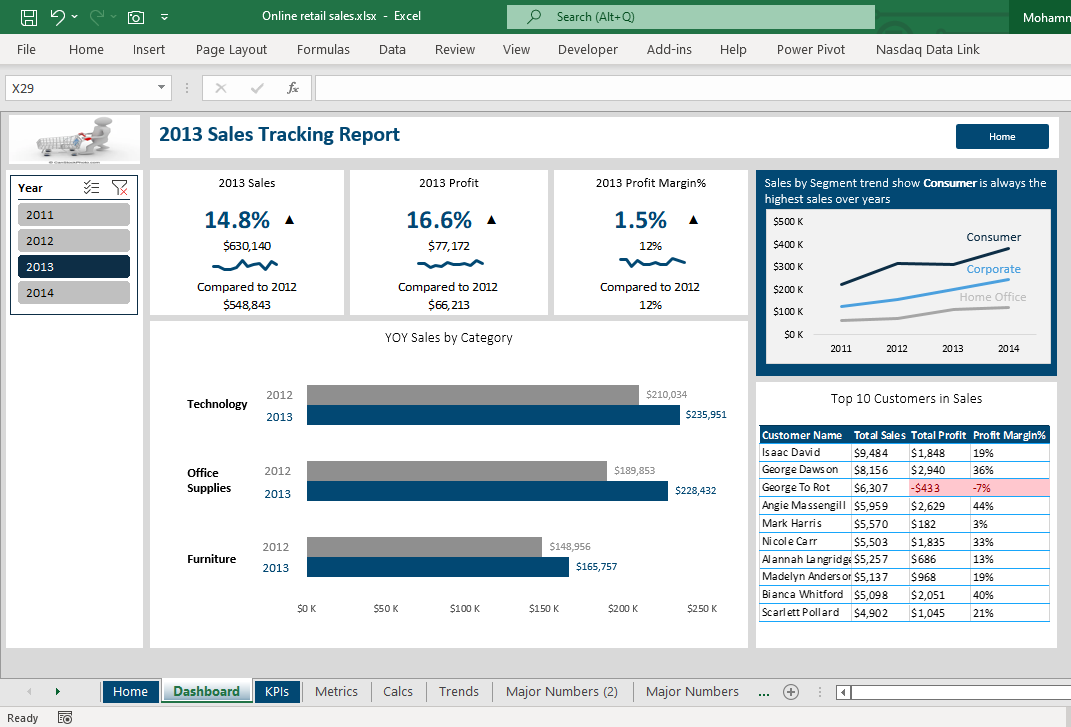 Online retail sales.xlsx - Excel
Search (Alt+Q)
Mohamm
File Home Insert Page Layout Formulas Data Review View Developer Add-ins Help Power Pivot Nasdaq Data Link
X29
fx
2013 Sales Tracking Report
Home
Year
2011
2012
2013
2014
2013 Sales
14.8% ▲
$630,140
Compared to 2012
$548,843
2013 Profit
16.6% ▲
$77,172
Compared to 2012
$66,213
2013 Profit Margin%
1.5% ▲
12%
Compared to 2012
12%
Sales by Segment trend show Consumer is always the
highest sales over years
$500 K
$400 K
$300 K
$200 K
$100 K
$0 K
Consumer
Corporate
Home Office
2011 2012 2013 2014
YOY Sales by Category
Technology
2012 $210,034
2013 $235,951
Office
Supplies
2012 $189,853
2013 $228,432
Furniture
2012 $148,956
2013 $165,757
$0 K $50 K $100 K $150 K $200 K $250 K
Top 10 Customers in Sales
Customer Name Total Sales Total Profit Profit Margin%
Isaac David $9,484 $1,848 19%
George Dawson $8,156 $2,940 36%
George To Rot $6,307 -$433 -7%
Angie Massengill $5,959 $2,629 44%
Mark Harris $5,570 $182 3%
Nicole Carr $5,503 $1,835 33%
Alannah Langridge $5,257 $686 13%
Madelyn Anderson $5,137 $968 19%
Bianca Whitford $5,098 $2,051 40%
Scarlett Pollard $4,902 $1,045 21%
Home Dashboard KPIs Metrics Calcs Trends Major Numbers (2) Major Numbers ...
Ready